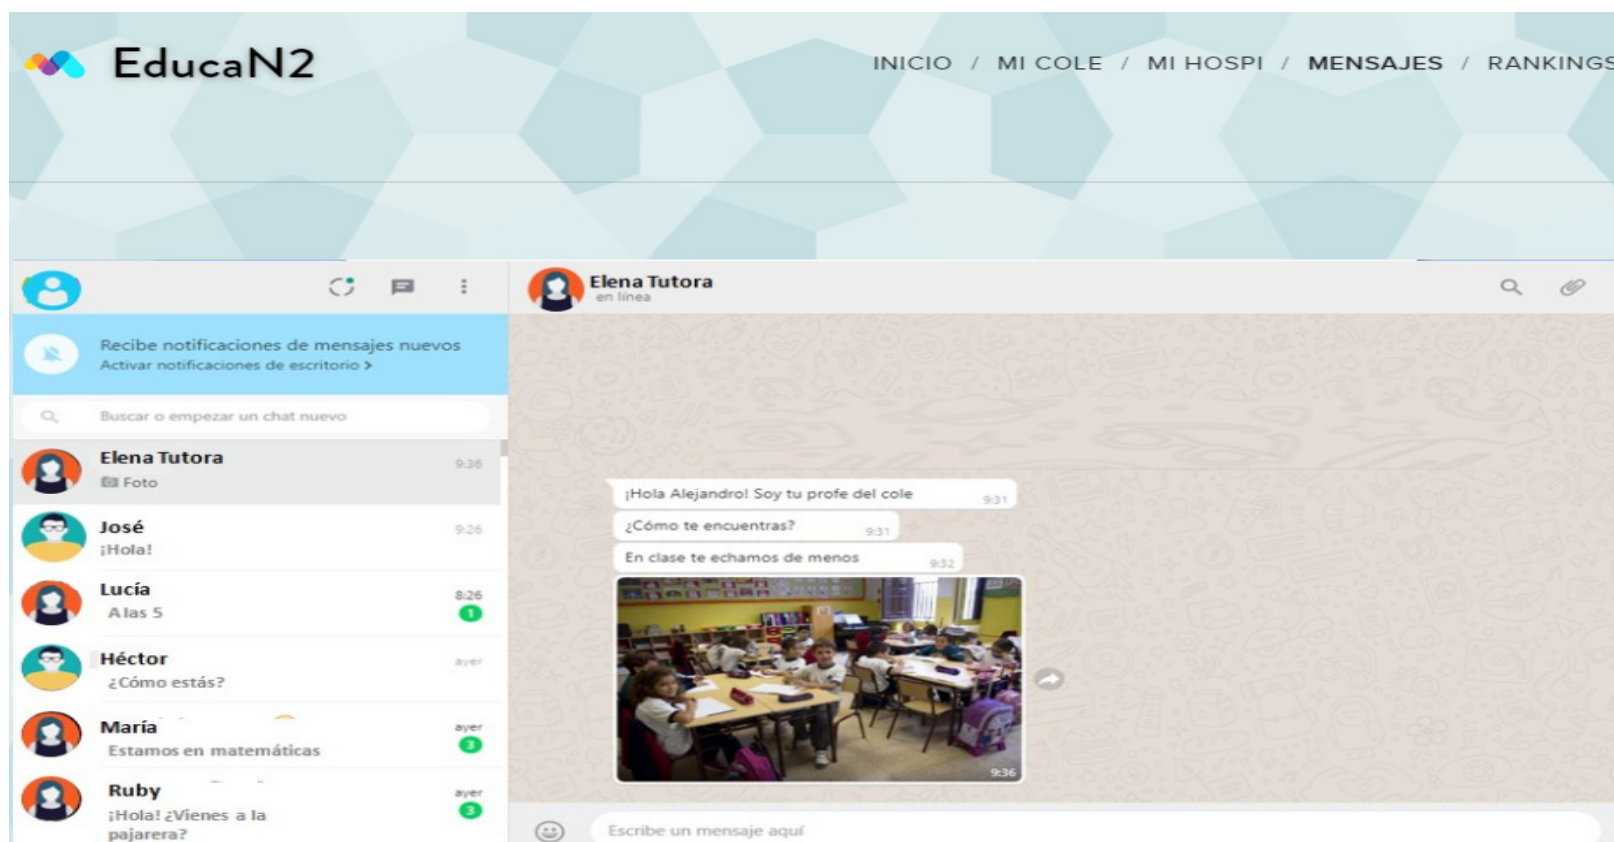 EducaN2
INICIO / MI COLE / MI HOSPI / MENSAJES / RANKINGS
Recibe notificaciones de mensajes nuevos
Activar notificaciones de escritorio >
Buscar o empezar un chat nuevo
Elena Tutora
9:36
Foto
José
9:26
¡Hola!
Lucía
8:26
A las 5
1
Héctor
ayer
¿Cómo estás?
María
ayer
Estamos en matemáticas
3
Ruby
ayer
¡Hola! ¿Vienes a la
3
pajarera?
Elena Tutora
en línea
¡Hola Alejandro! Soy tu profe del cole
9:31
¿Cómo te encuentras?
9:31
En clase te echamos de menos
9:32
9:36
Escribe un mensaje aquí